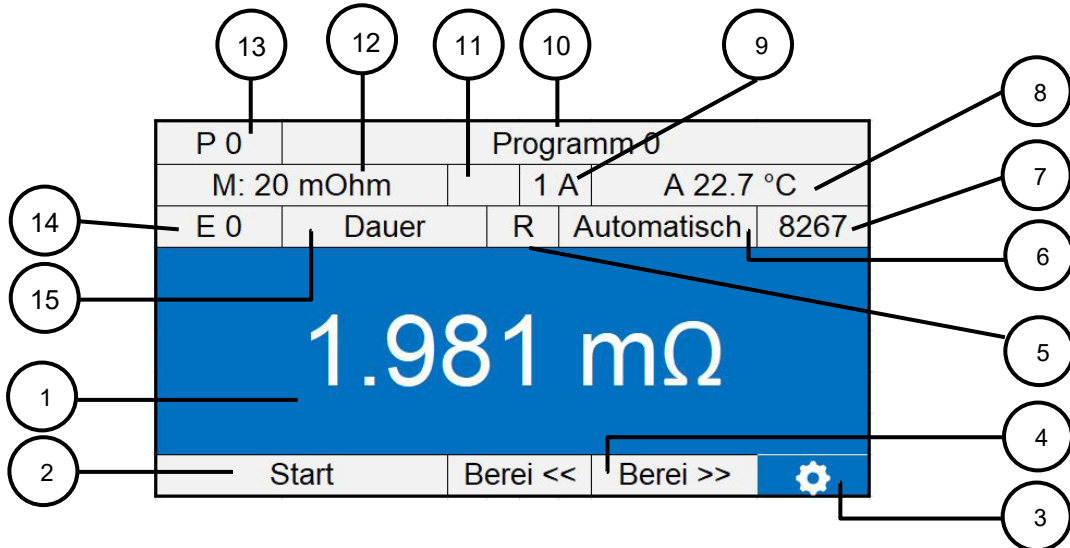 13 12 11 10 9
8
P 0 Programm 0
M: 20 mOhm 1 A A 22.7 °C
7
14 E 0 Dauer R Automatisch 8267
6
15
1.981 mΩ
5
1
4
2 Start Berei << Berei >>
3